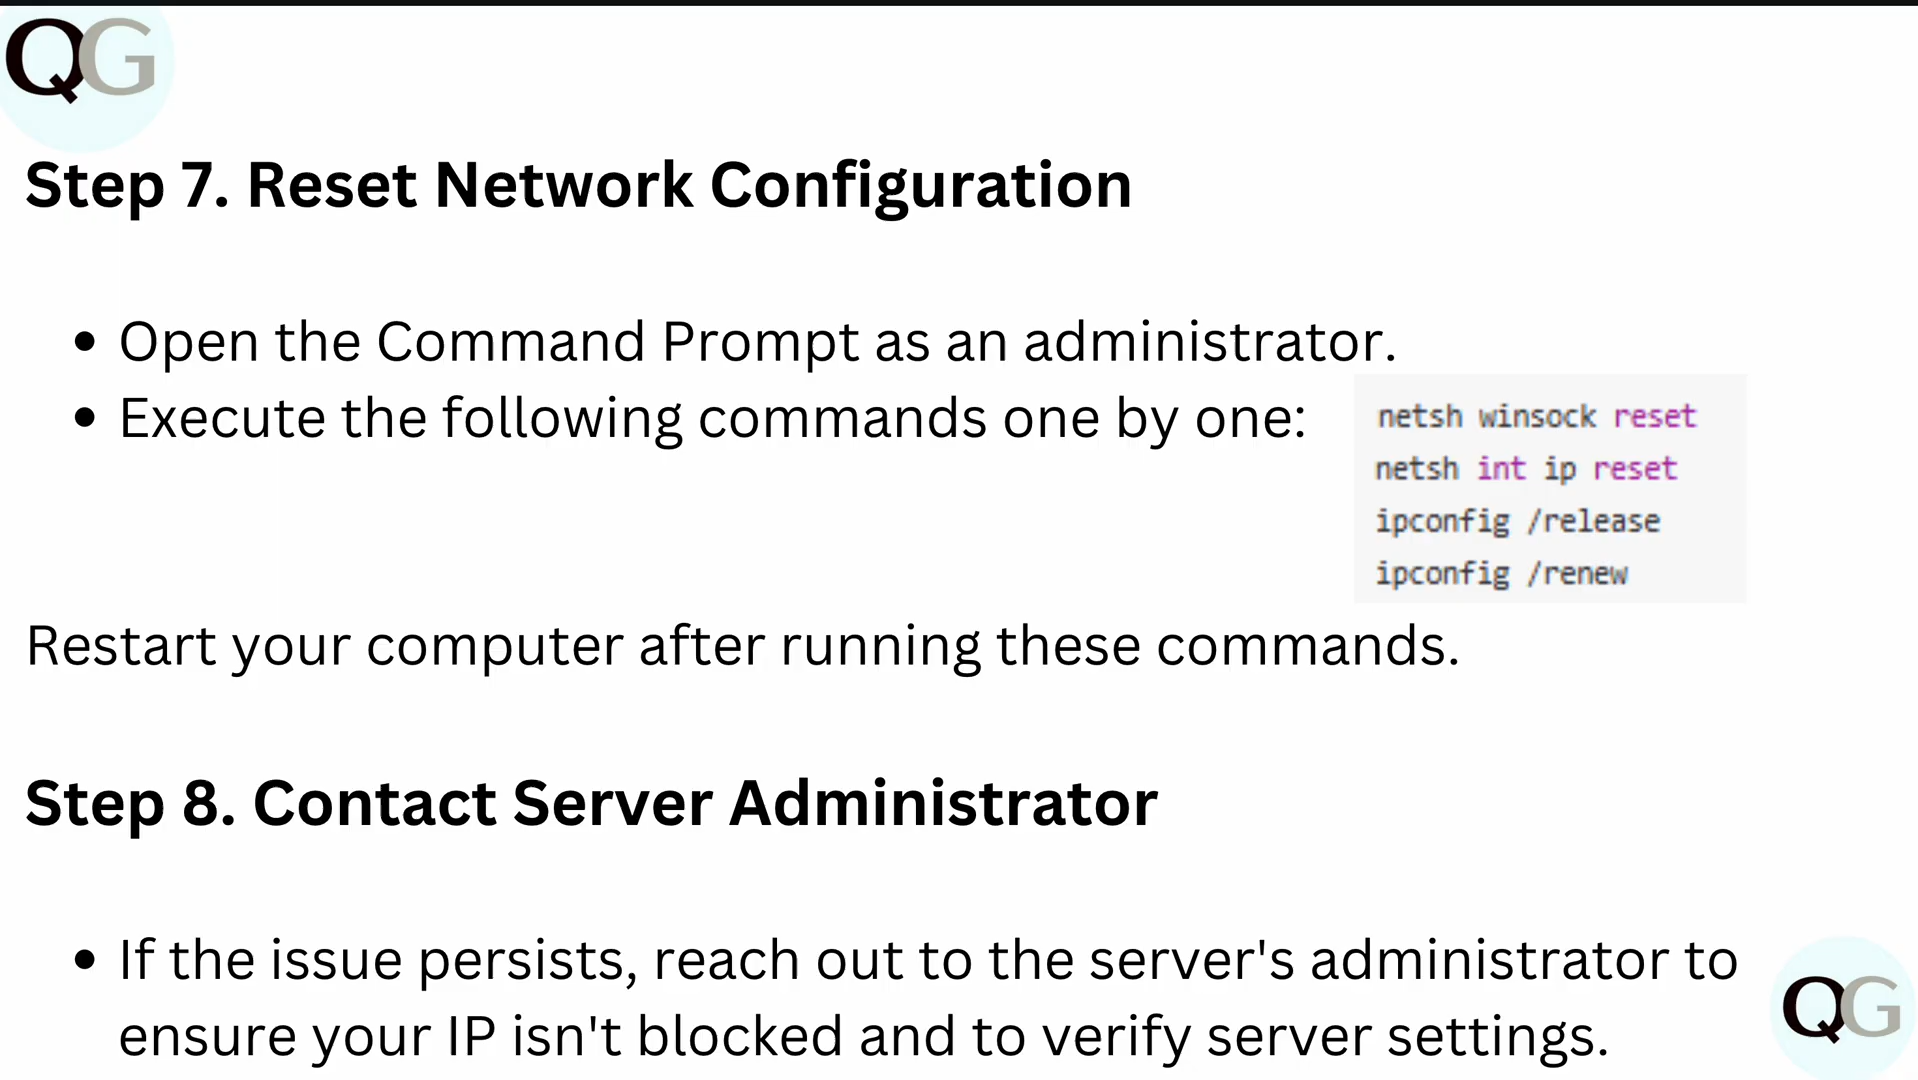 QG
Step 7. Reset Network Configuration
• Open the Command Prompt as an administrator.
• Execute the following commands one by one:
netsh winsock reset
netsh int ip reset
ipconfig /release
ipconfig /renew
Restart your computer after running these commands.
Step 8. Contact Server Administrator
• If the issue persists, reach out to the server's administrator to
ensure your IP isn't blocked and to verify server settings.
QG